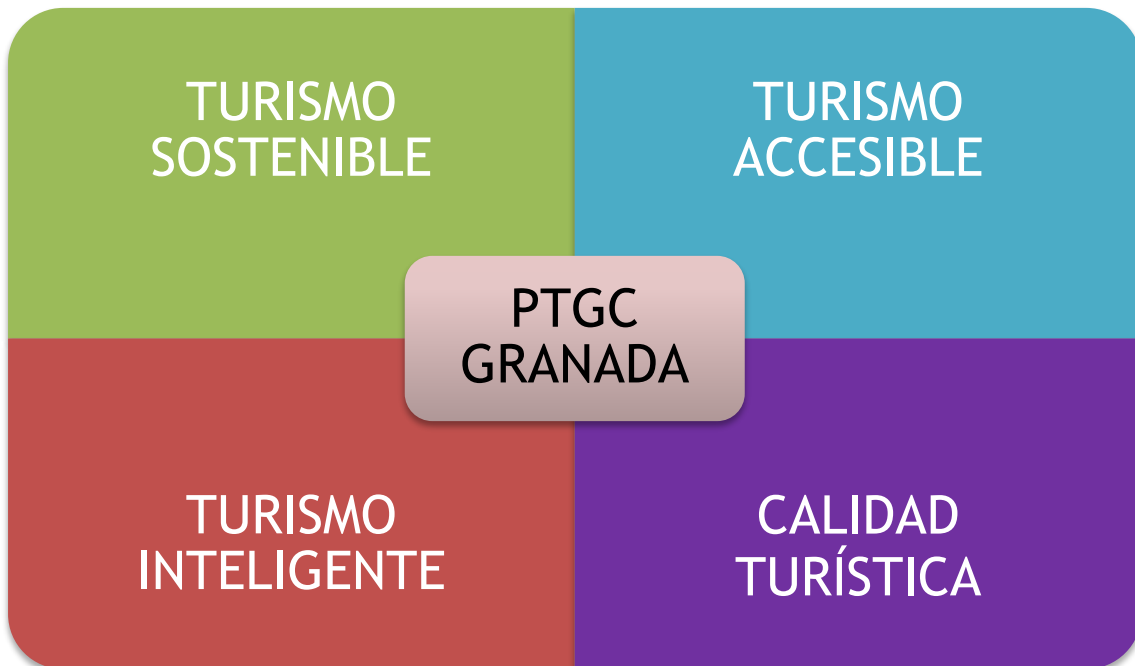 TURISMO
SOSTENIBLE
TURISMO
ACCESIBLE
PTGC
GRANADA
TURISMO
INTELIGENTE
CALIDAD
TURÍSTICA